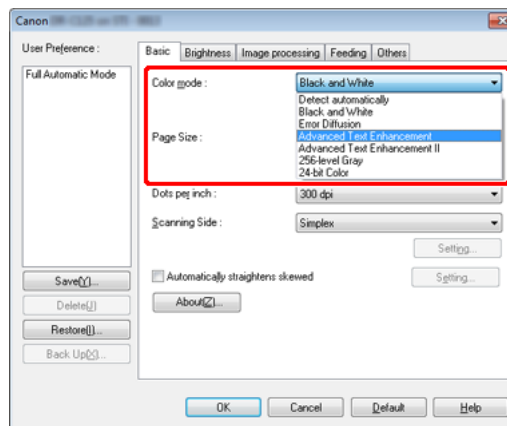 Canon
User Preference :
Full Automatic Mode
Save(Y)...
Delete(J)
Restore(I)...
Back Up(X)...
Basic Brightness Image processing Feeding Others
Color mode : Black and White
Detect automatically
Black and White
Error Diffusion
Advanced Text Enhancement
Advanced Text Enhancement II
256-level Gray
24-bit Color
Page Size :
Dots per inch : 300 dpi
Scanning Side : Simplex
Setting...
Automatically straightens skewed Setting...
About(Z)...
OK Cancel Default Help